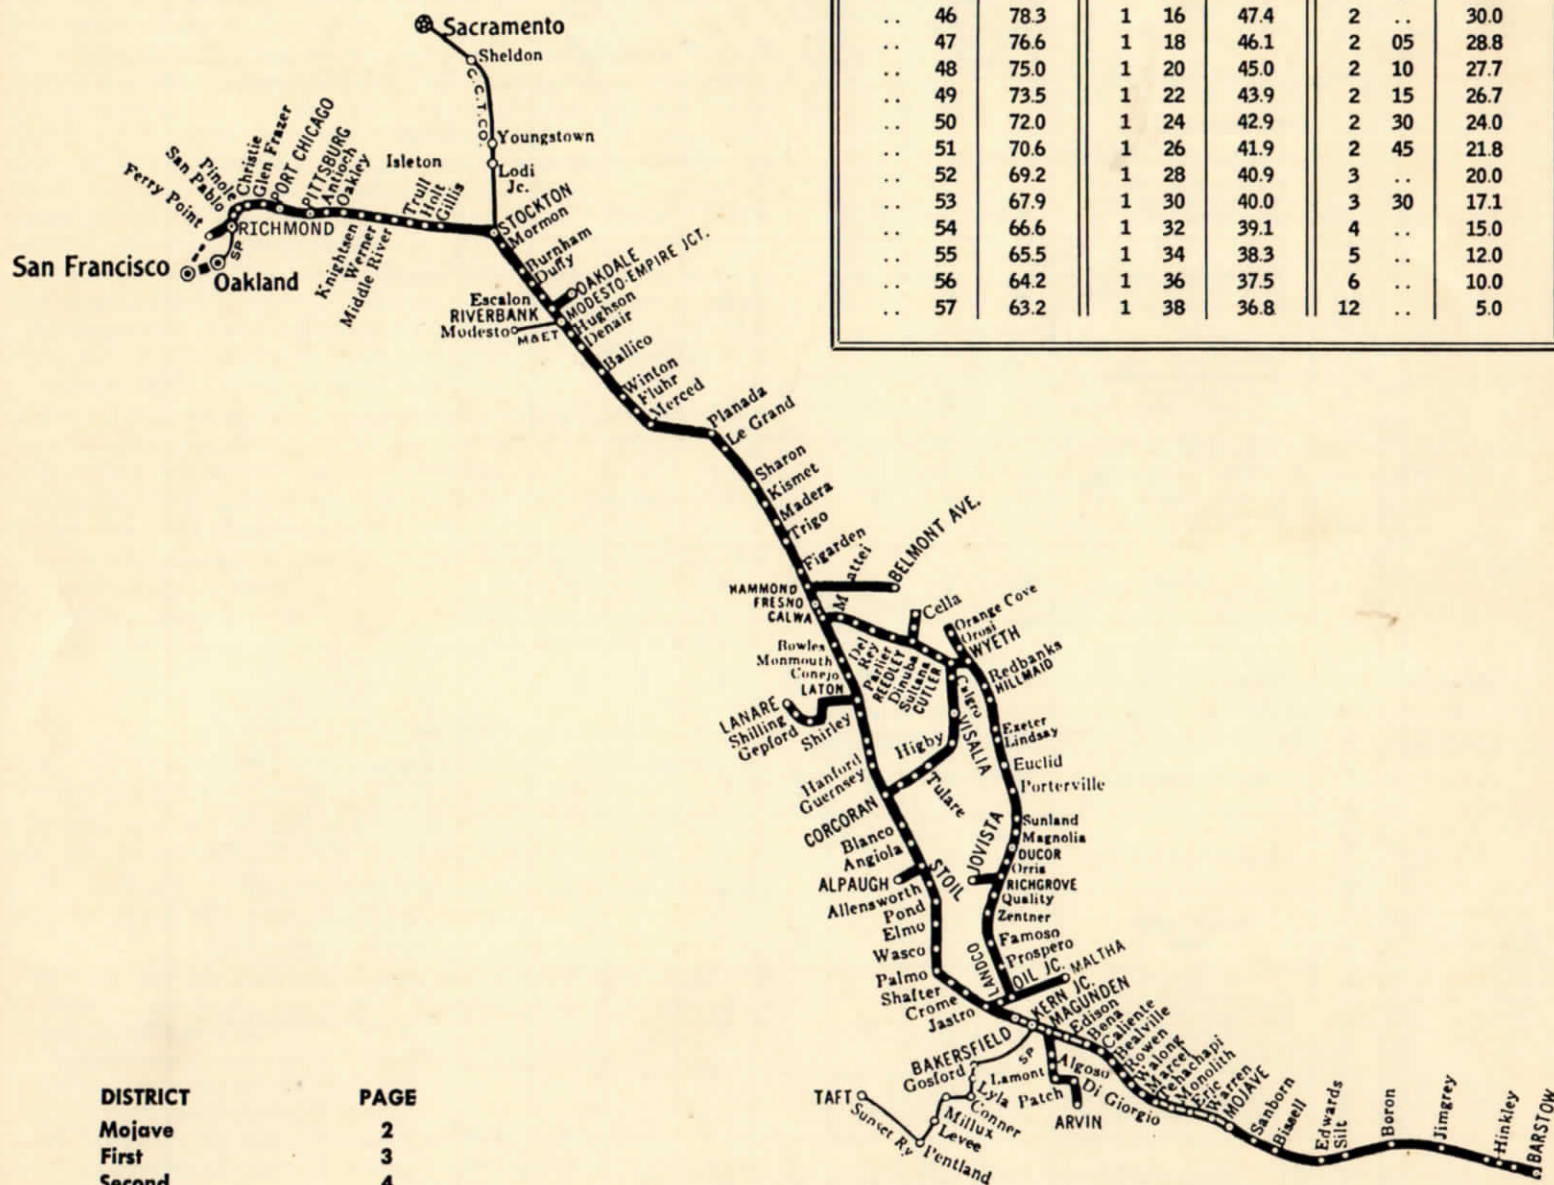 .. 46 78.3 1 16 47.4 2 .. 30.0
.. 47 76.6 1 18 46.1 2 05 28.8
.. 48 75.0 1 20 45.0 2 10 27.7
.. 49 73.5 1 22 43.9 2 15 26.7
.. 50 72.0 1 24 42.9 2 30 24.0
.. 51 70.6 1 26 41.9 2 45 21.8
.. 52 69.2 1 28 40.9 3 .. 20.0
.. 53 67.9 1 30 40.0 3 30 17.1
.. 54 66.6 1 32 39.1 4 .. 15.0
.. 55 65.5 1 34 38.3 5 .. 12.0
.. 56 64.2 1 36 37.5 6 .. 10.0
.. 57 63.2 1 38 36.8 12 .. 5.0
Sacramento
Sheldon
C.C.T.CO.
Youngstown
Lodi
Jc.
STOCKTON
Mormon
Ferry Point
San Pablo
Pinole
Christie
Glen Frazer
PORT CHICAGO
PITTSBURG
Antioch
Oakley
Isleton
Trull
Holt
Gillis
RICHMOND
SP
San Francisco
Oakland
Knightsen
Werner
Middle River
Burnham
Duffy
OAKDALE
MODESTO-EMPIRE JCT.
Escalon
RIVERBANK
Modesto
M&ET
Hughson
Denair
Ballico
Winton
Fluhr
Merced
Planada
Le Grand
Sharon
Kismet
Madera
Trigo
Figarden
Mattei
BELMONT AVE.
HAMMOND
FRESNO
CALWA
Cella
Orange Cove
Orosi
WYETH
Redbanks
HILLMAID
Bowles
Monmouth
Conejo
LATON
Del
Rey
Parlier
REEDLEY
Dinuba
Sultana
CUTLER
Calgro
VISALIA
LANARE
Shilling
Gepford
Shirley
Higby
Tulare
Exeter
Lindsay
Euclid
Porterville
Hanford
Guernsey
CORCORAN
Blanco
Angiola
STOIL
JOVISTA
Sunland
Magnolia
DUCOR
Orris
RICHGROVE
Quality
Zentner
ALPAUGH
Allensworth
Pond
Elmo
Wasco
Palmo
Shafter
Crome
Jastro
Famoso
Prospero
LANDCO
OIL JC.
MALTHA
KERN JC.
MAGUNDEN
Edison
Bena
Caliente
Bealville
Rowen
Walong
Marcel
Tehachapi
Monolith
Eric
Warren
MOJAVE
Sanborn
Bissell
Edwards
Silt
Boron
Jimgrey
Hinkley
BARSTOW
BAKERSFIELD
SP
Gosford
Lamont
Algoso
Di Giorgio
Patch
ARVIN
Lyla
Conner
Millux
Levee
TAFT
Sunset Ry
Pentland
DISTRICT PAGE
Mojave 2
First 3
Second 4